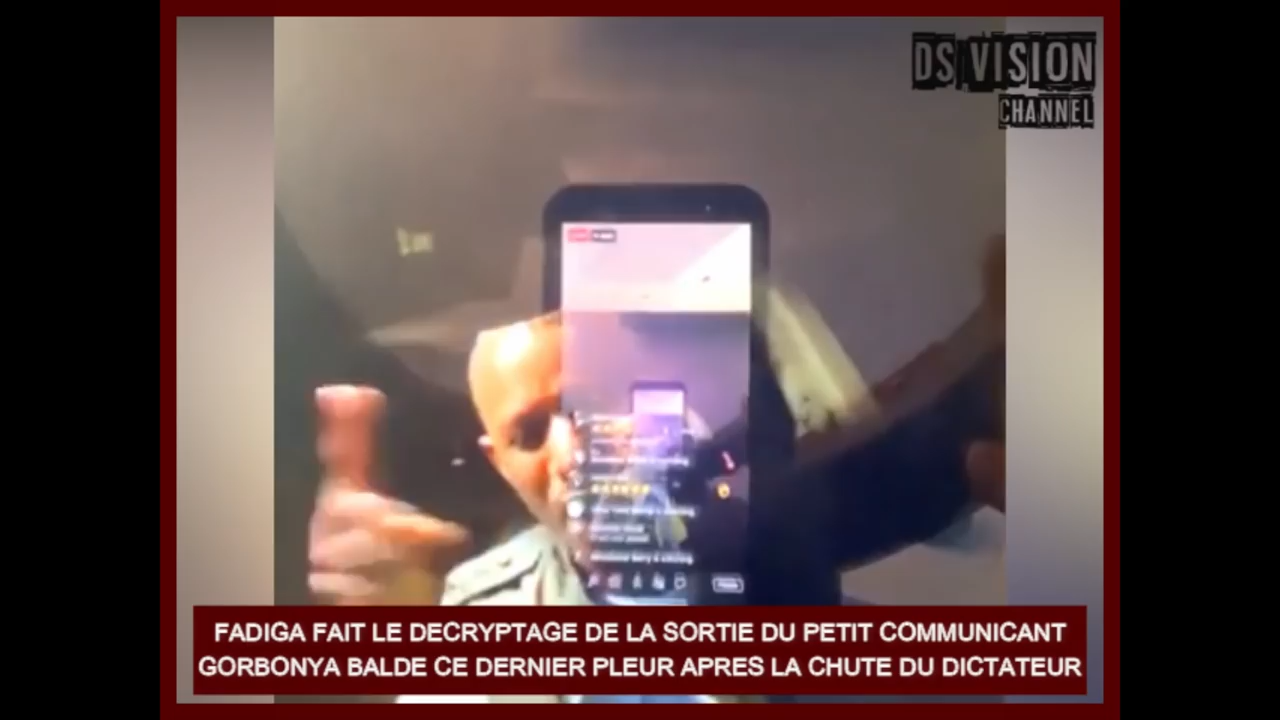 DS VISION
CHANNEL
FADIGA FAIT LE DECRYPTAGE DE LA SORTIE DU PETIT COMMUNICANT
GORBONYA BALDE CE DERNIER PLEUR APRES LA CHUTE DU DICTATEUR